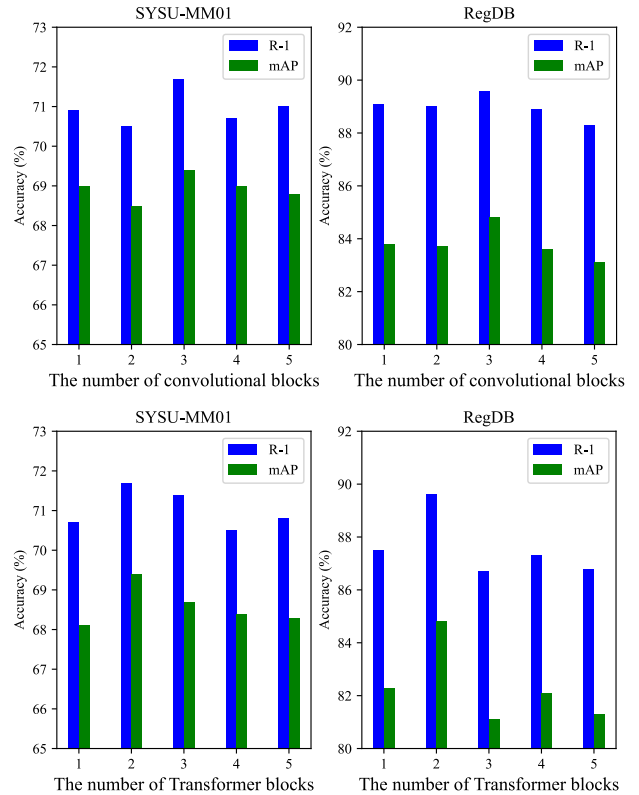 SYSU-MM01
73
72
71
70
69
68
67
66
65
Accuracy (%)
R-1
mAP
1 2 3 4 5
The number of convolutional blocks
RegDB
92
90
88
86
84
82
80
Accuracy (%)
R-1
mAP
1 2 3 4 5
The number of convolutional blocks
SYSU-MM01
73
72
71
70
69
68
67
66
65
Accuracy (%)
R-1
mAP
1 2 3 4 5
The number of Transformer blocks
RegDB
92
90
88
86
84
82
80
Accuracy (%)
R-1
mAP
1 2 3 4 5
The number of Transformer blocks